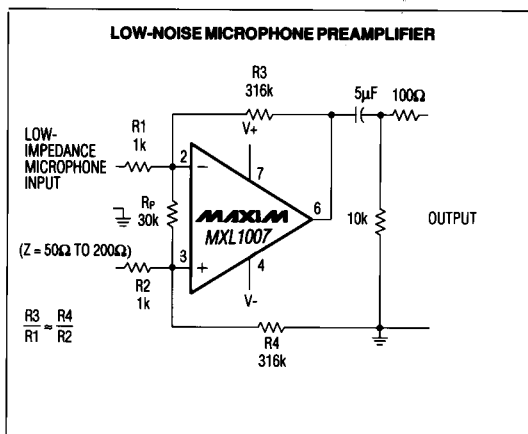 LOW-NOISE MICROPHONE PREAMPLIFIER
R3
316k
5µF
100Ω
LOW-
IMPEDANCE
MICROPHONE
INPUT
R1
1k
V+
2
−
7
RP
30k
MAXIM
MXL1007
6
10k
OUTPUT
(Z = 50Ω TO 200Ω)
3
+
4
R2
1k
V-
R3/R1 ≈ R4/R2
R4
316k